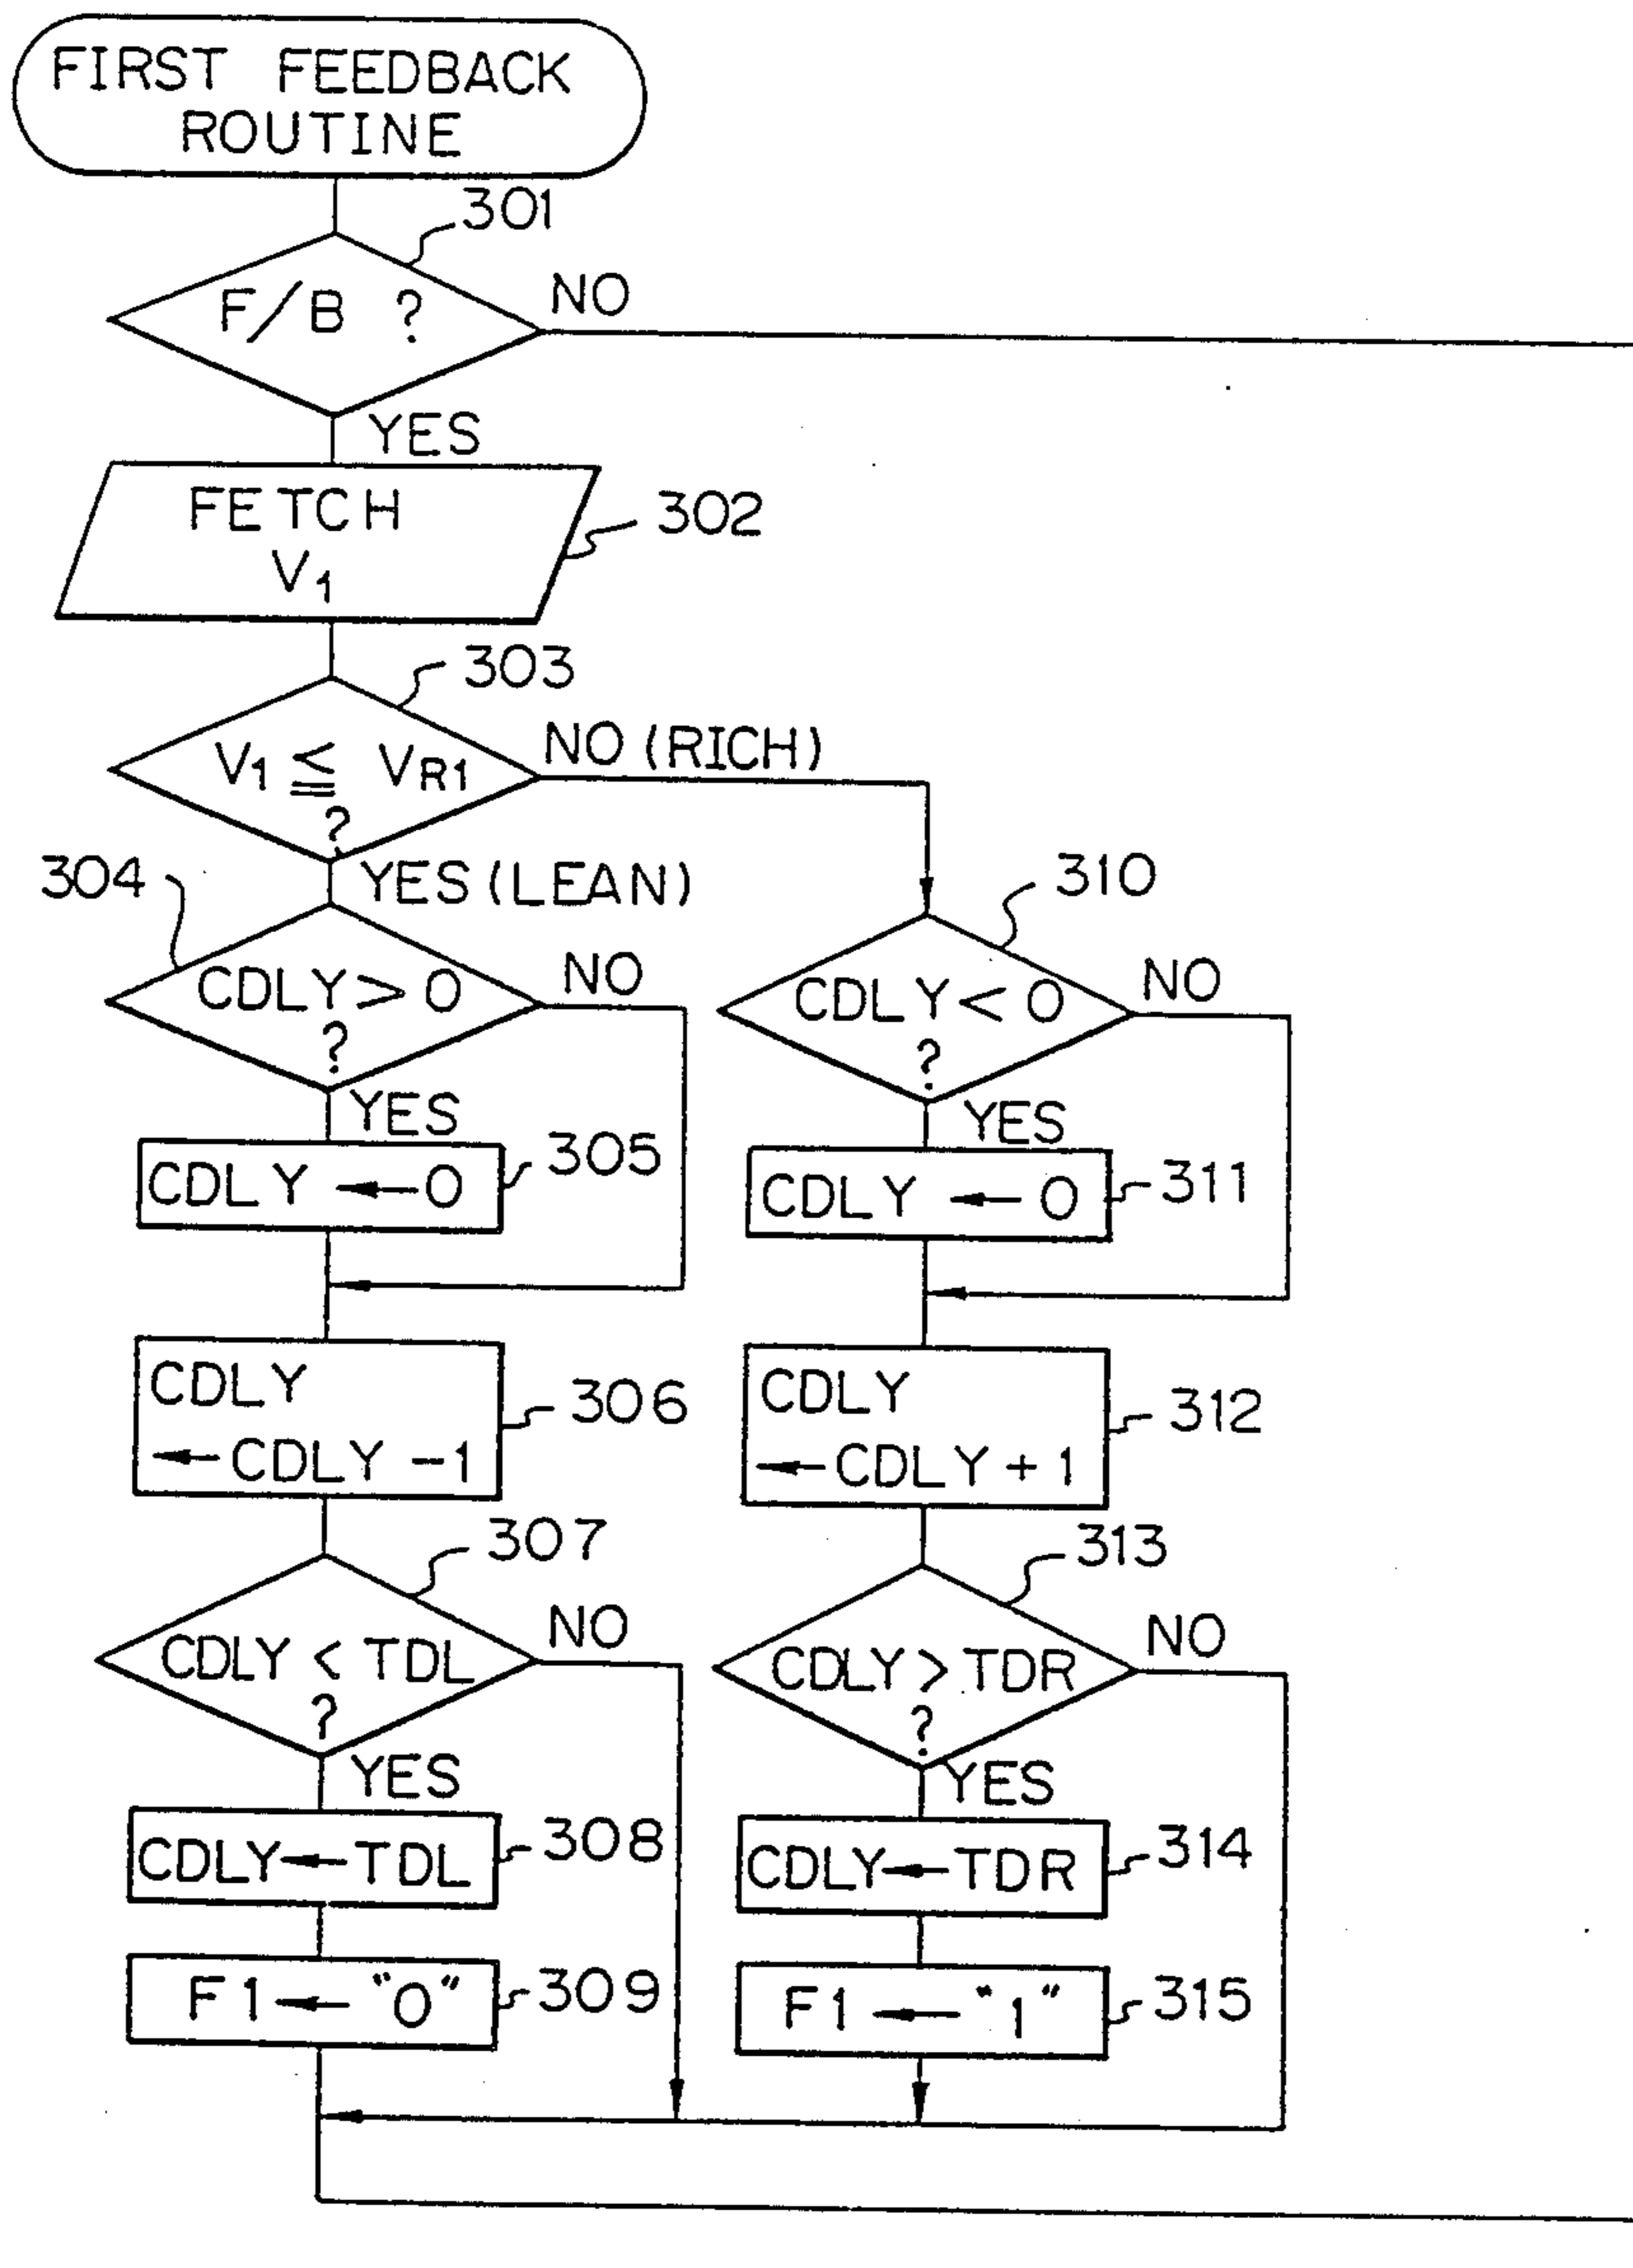 FIRST FEEDBACK
ROUTINE
301
F/B ?
NO
YES
FETCH
V1
302
303
V1 ≦ VR1
?
NO (RICH)
YES (LEAN)
304
CDLY > 0
?
NO
YES
CDLY ← 0
305
CDLY
← CDLY - 1
306
307
CDLY < TDL
?
NO
YES
CDLY ← TDL
308
F1 ← "0"
309
310
CDLY < 0
?
NO
YES
CDLY ← 0
311
CDLY
← CDLY + 1
312
313
CDLY > TDR
?
NO
YES
CDLY ← TDR
314
F1 ← "1"
315